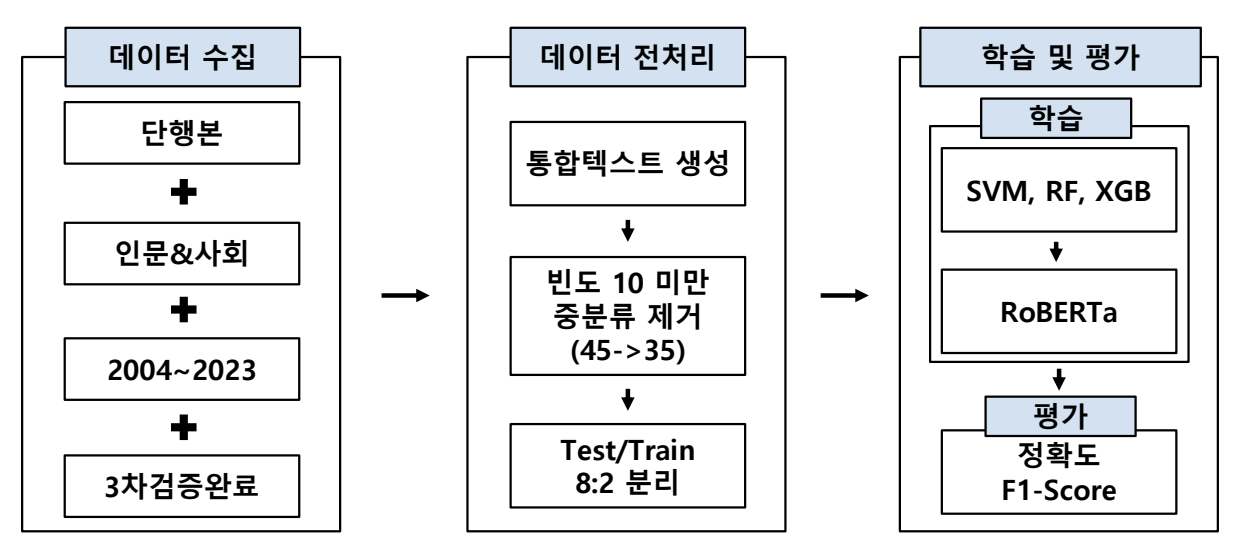 데이터 수집
단행본
인문&사회
2004~2023
3차검증완료
데이터 전처리
통합텍스트 생성
빈도 10 미만
중분류 제거
(45->35)
Test/Train
8:2 분리
학습 및 평가
학습
SVM, RF, XGB
RoBERTa
평가
정확도
F1-Score